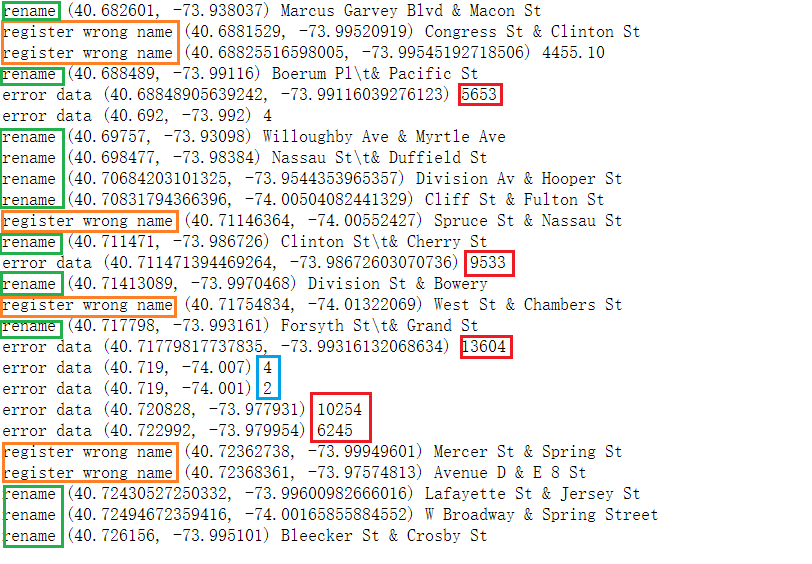 rename (40.682601, -73.938037) Marcus Garvey Blvd & Macon St
register wrong name (40.6881529, -73.99520919) Congress St & Clinton St
register wrong name (40.68825516598005, -73.99545192718506) 4455.10
rename (40.688489, -73.99116) Boerum Pl\t& Pacific St
error data (40.68848905639242, -73.99116039276123) 5653
error data (40.692, -73.992) 4
rename (40.69757, -73.93098) Willoughby Ave & Myrtle Ave
rename (40.698477, -73.98384) Nassau St\t& Duffield St
rename (40.70684203101325, -73.9544353965357) Division Av & Hooper St
rename (40.70831794366396, -74.00504082441329) Cliff St & Fulton St
register wrong name (40.71146364, -74.00552427) Spruce St & Nassau St
rename (40.711471, -73.986726) Clinton St\t& Cherry St
error data (40.711471394469264, -73.98672603070736) 9533
rename (40.71413089, -73.9970468) Division St & Bowery
register wrong name (40.71754834, -74.01322069) West St & Chambers St
rename (40.717798, -73.993161) Forsyth St\t& Grand St
error data (40.71779817737835, -73.99316132068634) 13604
error data (40.719, -74.007) 4
error data (40.719, -74.001) 2
error data (40.720828, -73.977931) 10254
error data (40.722992, -73.979954) 6245
register wrong name (40.72362738, -73.99949601) Mercer St & Spring St
register wrong name (40.72368361, -73.97574813) Avenue D & E 8 St
rename (40.72430527250332, -73.99600982666016) Lafayette St & Jersey St
rename (40.72494672359416, -74.00165855884552) W Broadway & Spring Street
rename (40.726156, -73.995101) Bleecker St & Crosby St